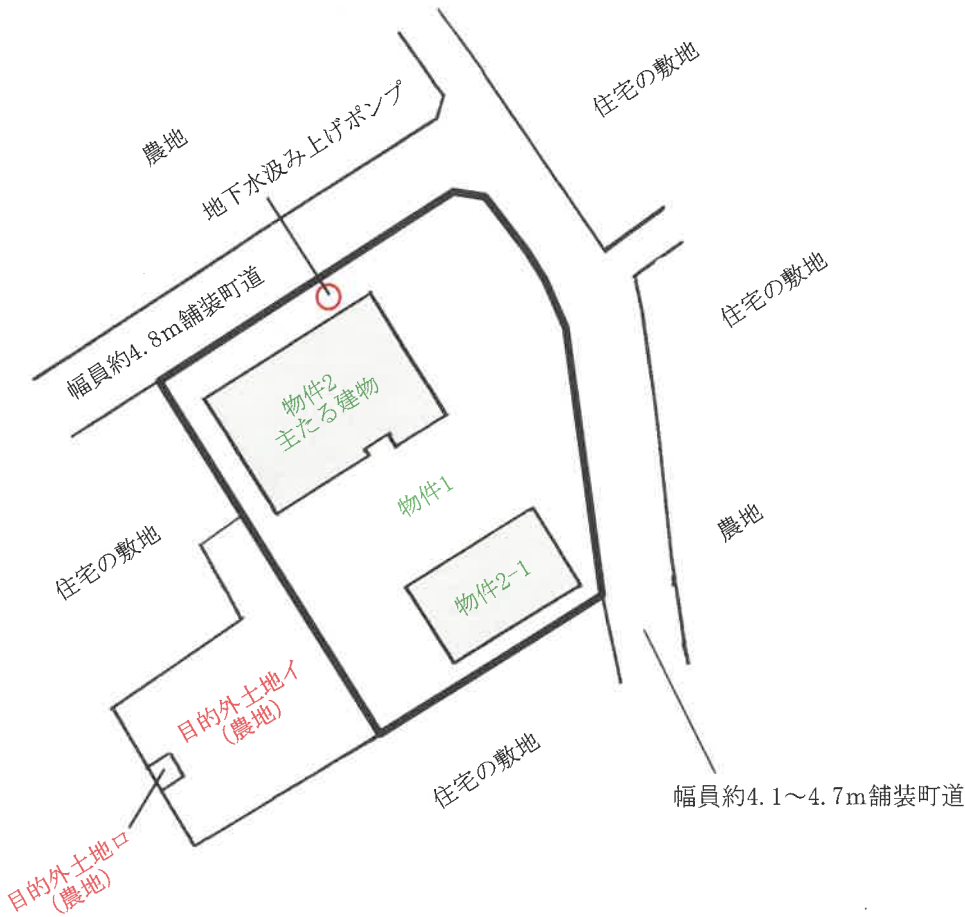 住宅の敷地
農地
地下水汲み上げポンプ
幅員約4.8m舗装町道
住宅の敷地
物件2
主たる建物
物件1
農地
住宅の敷地
物件2-1
目的外土地イ
(農地)
住宅の敷地
幅員約4.1～4.7m舗装町道
目的外土地ロ
(農地)